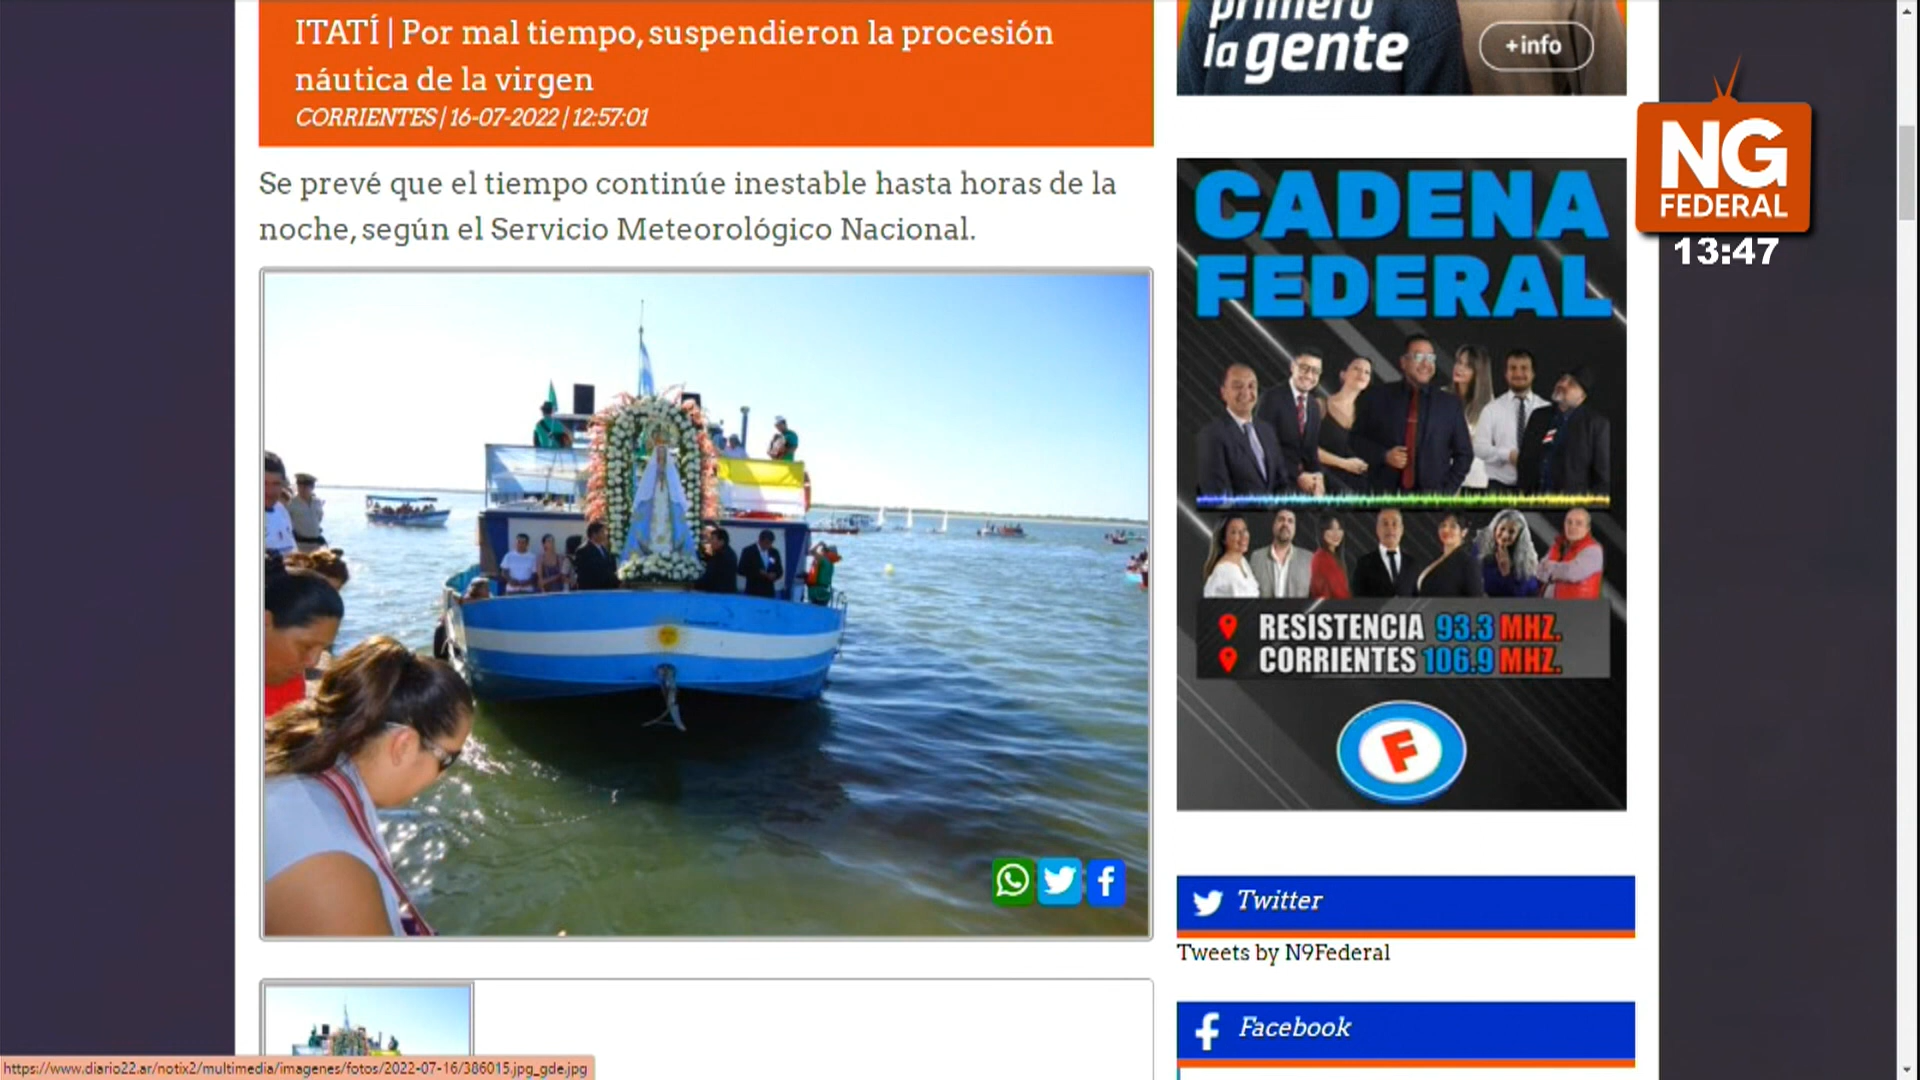 ITATÍ | Por mal tiempo, suspendieron la procesión
náutica de la virgen
CORRIENTES | 16-07-2022 | 12:57:01
Se prevé que el tiempo continúe inestable hasta horas de la
noche, según el Servicio Meteorológico Nacional.
primero
la gente
+info
NG
FEDERAL
13:47
CADENA
FEDERAL
RESISTENCIA 93.3 MHZ.
CORRIENTES 106.9 MHZ.
F
Twitter
Tweets by N9Federal
Facebook
https://www.diario22.ar/notix2/multimedia/imagenes/fotos/2022-07-16/386015.jpg_gde.jpg